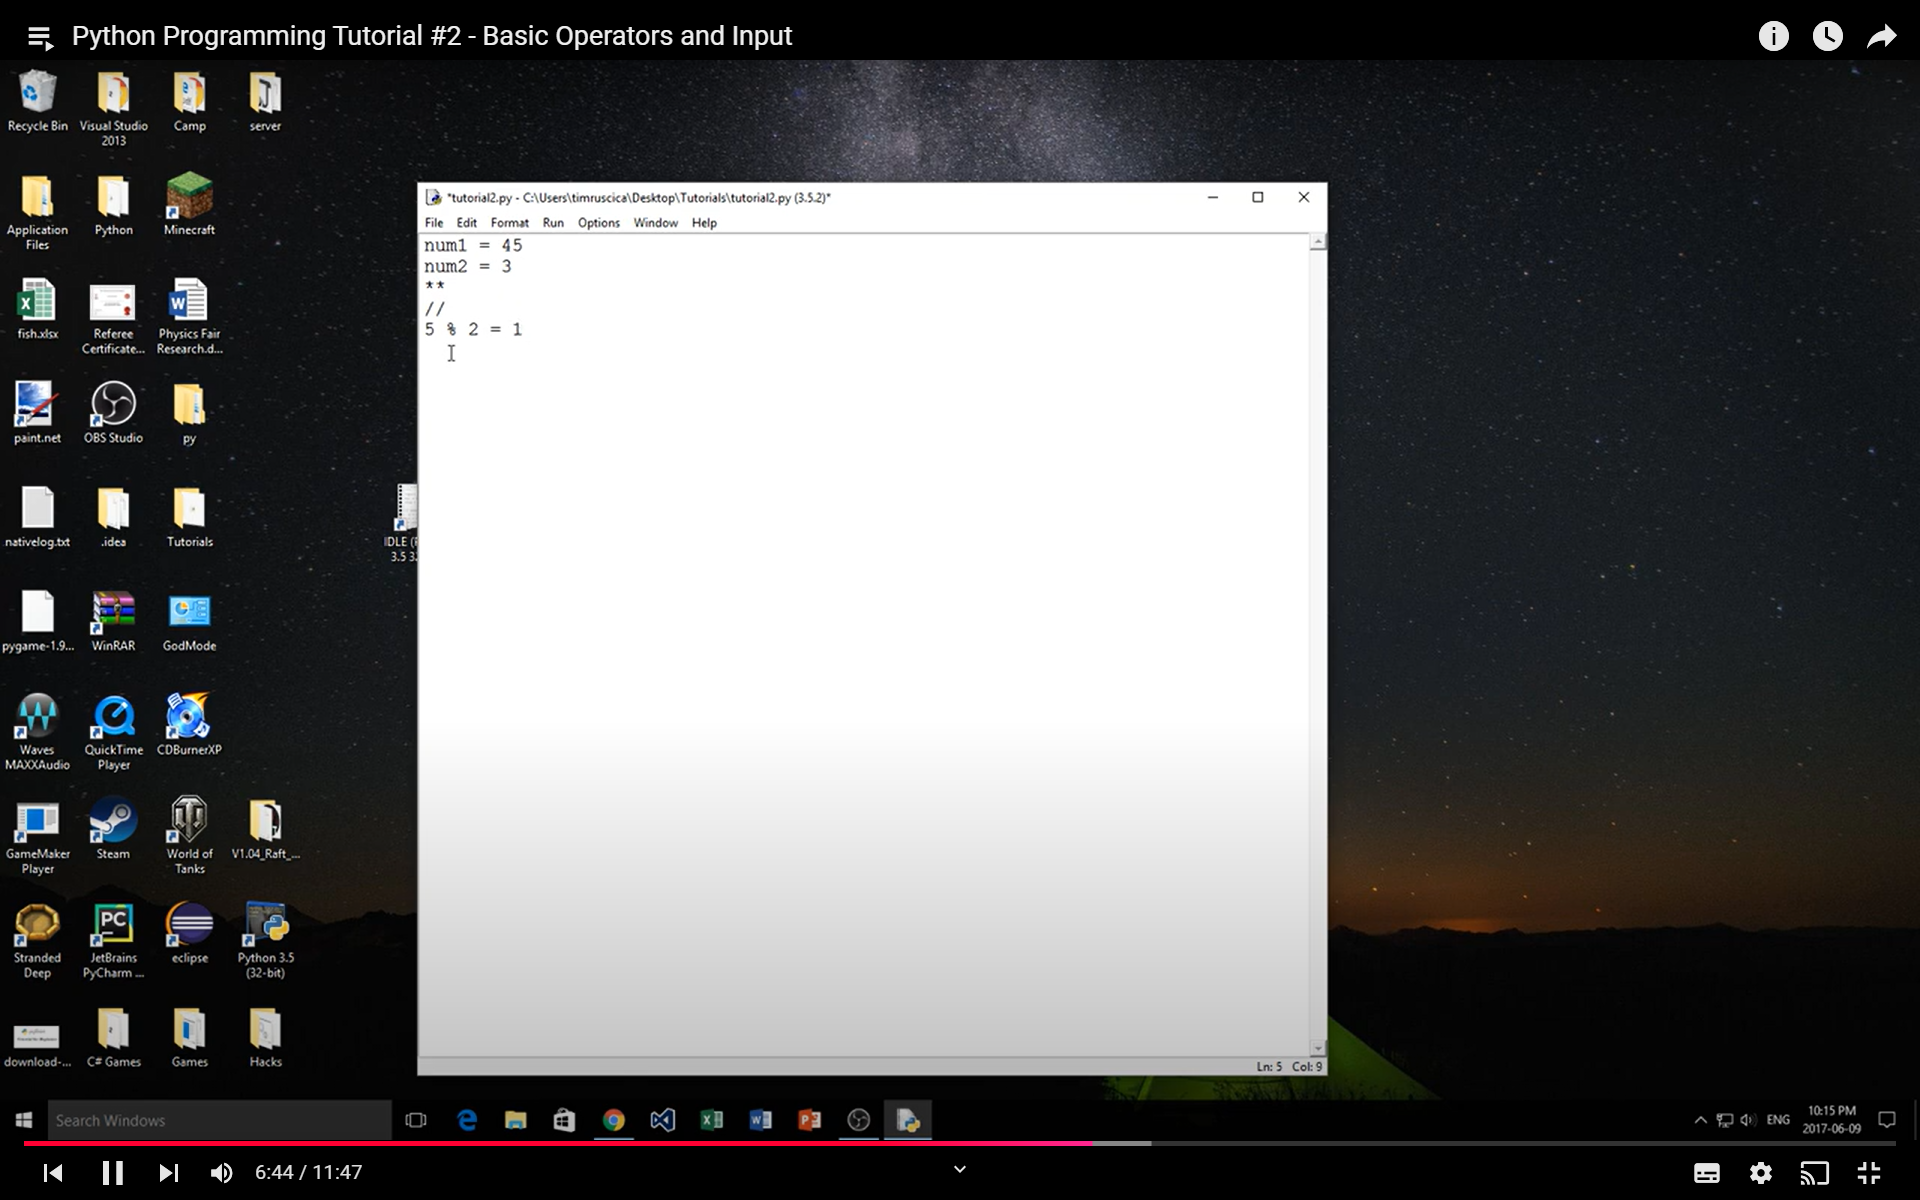 Python Programming Tutorial #2 - Basic Operators and Input
Recycle Bin
Visual Studio
2013
Camp
server
Application
Files
Python
Minecraft
fish.xlsx
Referee
Certificate...
Physics Fair
Research.d...
paint.net
OBS Studio
py
nativelog.txt
.idea
Tutorials
IDLE (
3.5 3
pygame-1.9...
WinRAR
GodMode
Waves
MAXXAudio
QuickTime
Player
CDBurnerXP
GameMaker
Player
Steam
World of
Tanks
V1.04_Raft_...
Stranded
Deep
JetBrains
PyCharm ...
eclipse
Python 3.5
(32-bit)
download-...
C# Games
Games
Hacks
*tutorial2.py - C:\Users\timruscica\Desktop\Tutorials\tutorial2.py (3.5.2)*
File Edit Format Run Options Window Help
num1 = 45
num2 = 3
**
//
5 % 2 = 1
Ln: 5 Col: 9
Search Windows
ENG
10:15 PM
2017-06-09
6:44 / 11:47